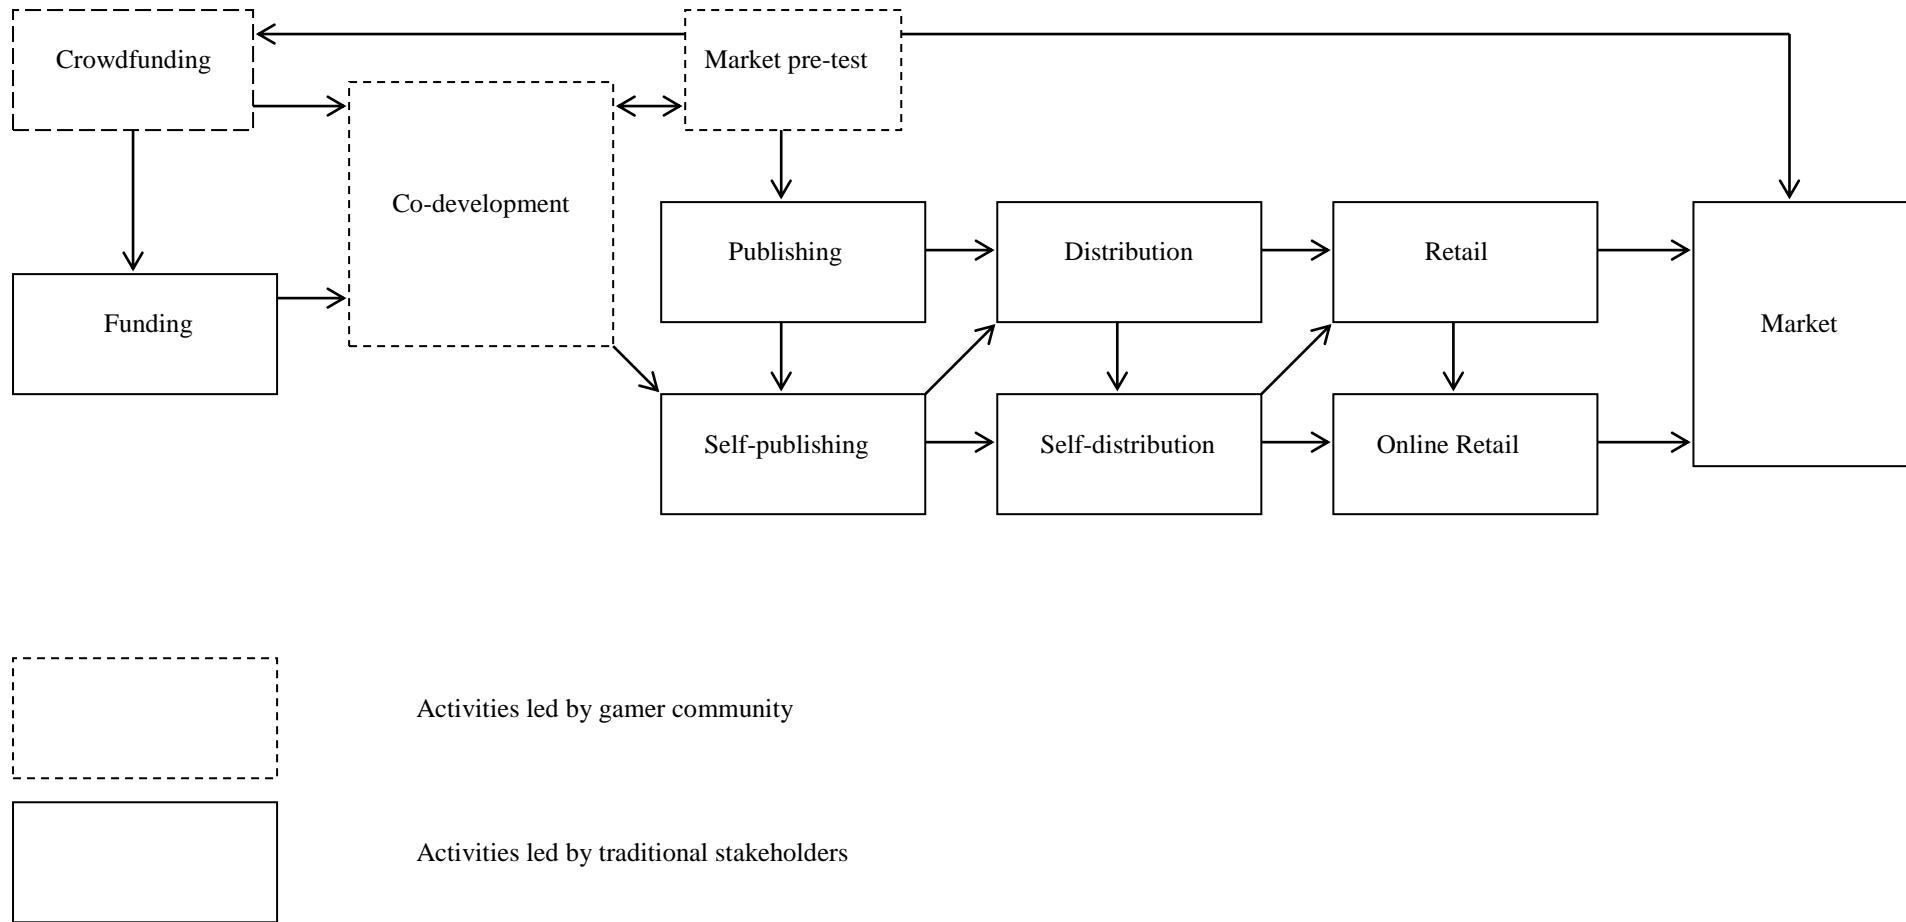 Crowdfunding
Market pre-test
Co-development
Publishing
Distribution
Retail
Funding
Market
Self-publishing
Self-distribution
Online Retail
Activities led by gamer community
Activities led by traditional stakeholders